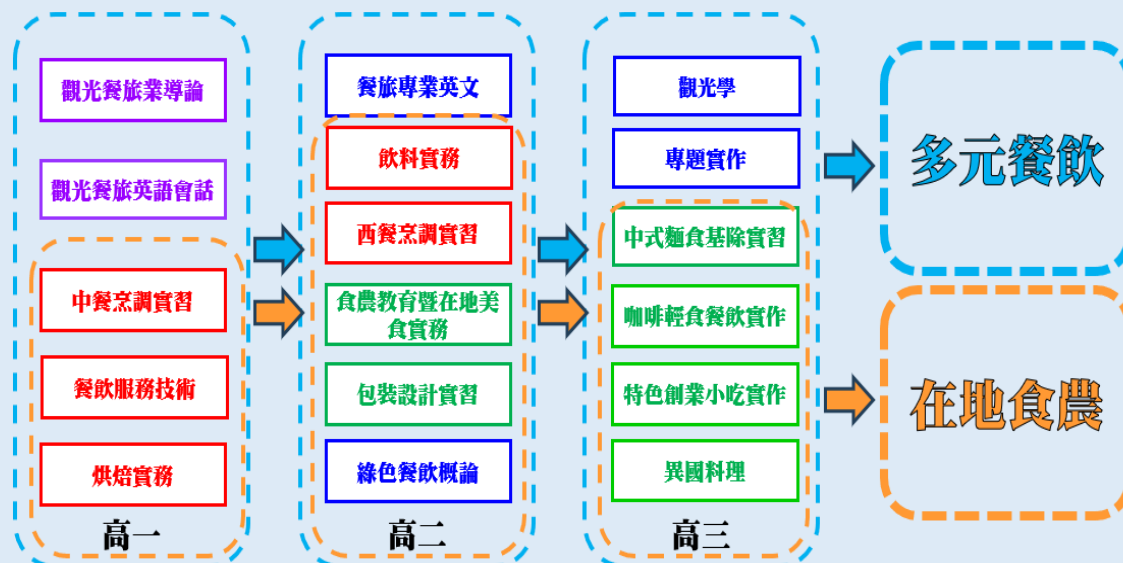 觀光餐旅業導論
觀光餐旅英語會話
中餐烹調實習
餐飲服務技術
烘焙實務
高一
餐旅專業英文
飲料實務
西餐烹調實習
食農教育暨在地美
食實務
包裝設計實習
綠色餐飲概論
高二
觀光學
專題實作
中式麵食基除實習
咖啡輕食餐飲實作
特色創業小吃實作
異國料理
高三
多元餐飲
在地食農